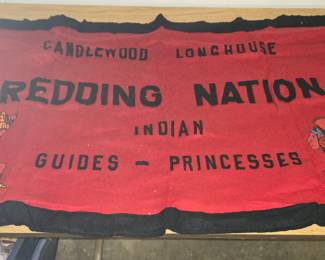 CANDLEWOOD LONGHOUSE
REDDING NATION
INDIAN
GUIDES - PRINCESSES